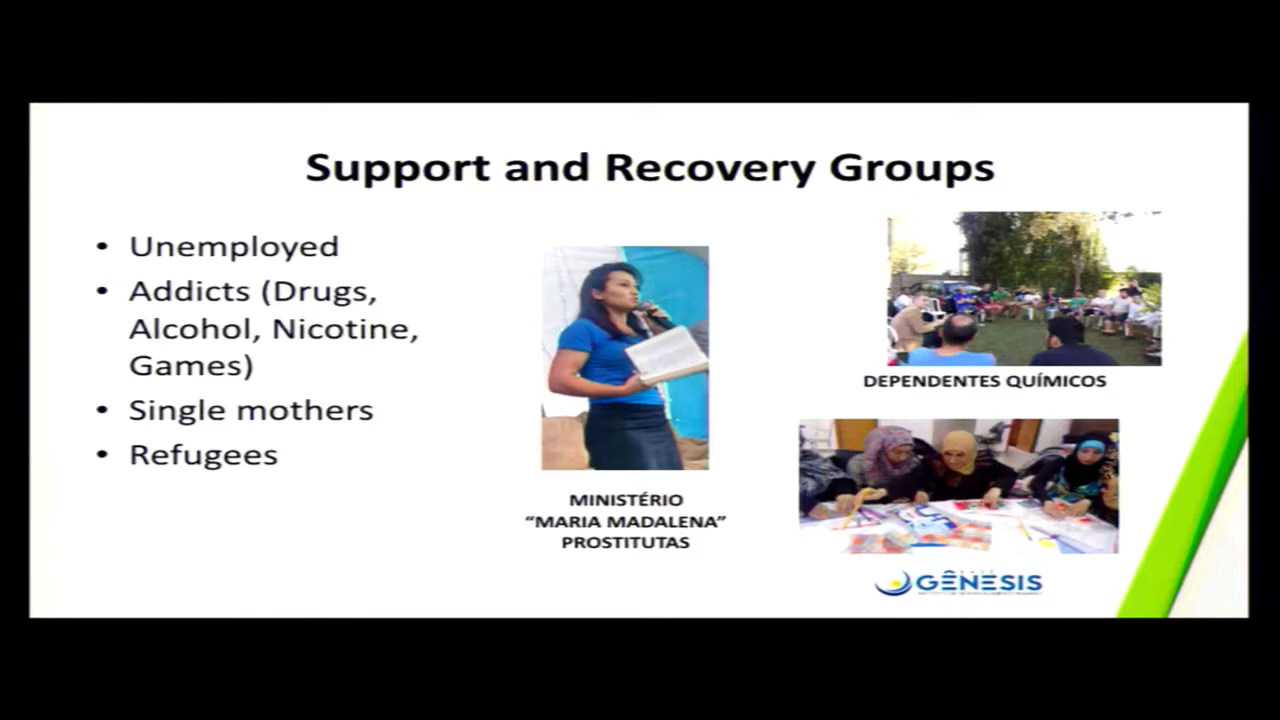 Support and Recovery Groups
• Unemployed
• Addicts (Drugs,
Alcohol, Nicotine,
Games)
• Single mothers
• Refugees
MINISTÉRIO
“MARIA MADALENA”
PROSTITUTAS
DEPENDENTES QUÍMICOS
GÊNESIS